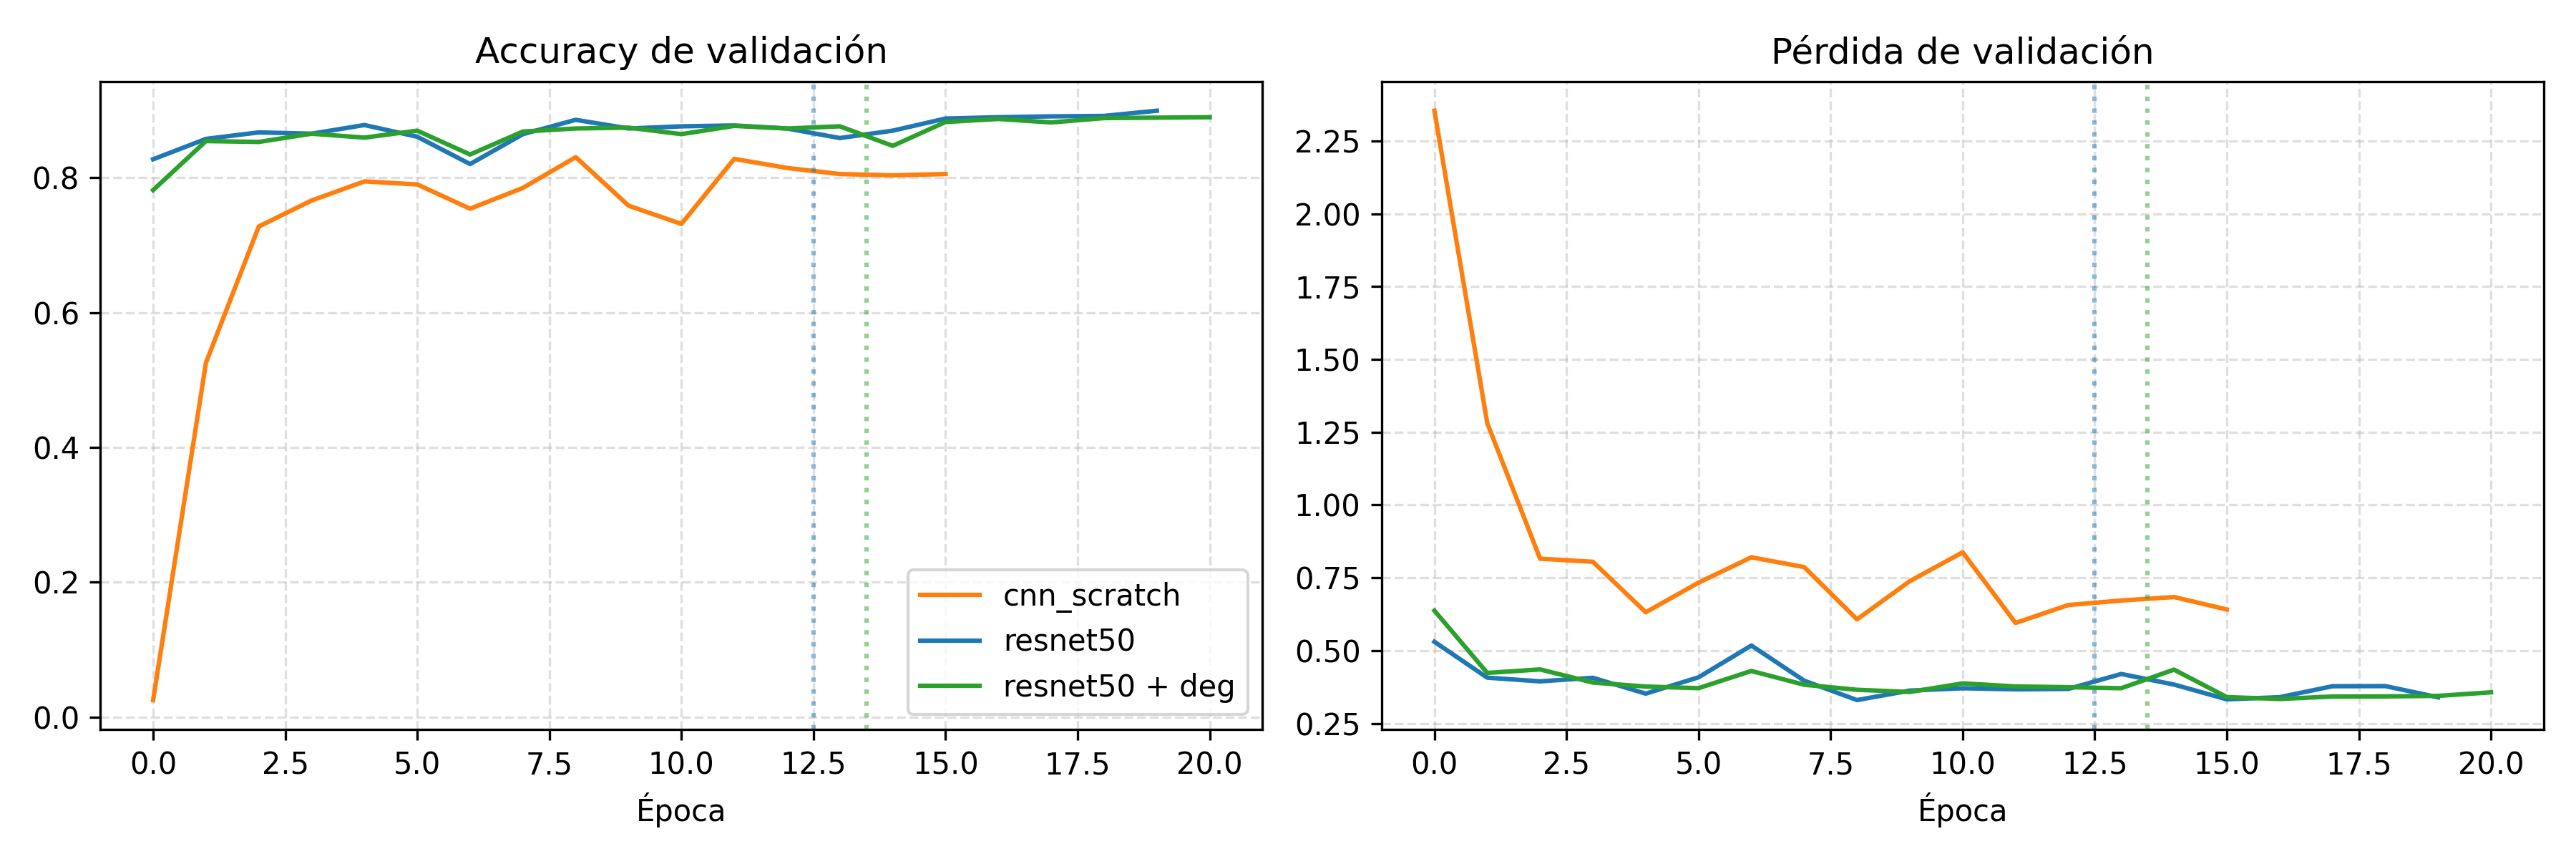 Accuracy de validación
0.8
0.6
0.4
0.2
0.0
0.0 2.5 5.0 7.5 10.0 12.5 15.0 17.5 20.0
Época
cnn_scratch
resnet50
resnet50 + deg
Pérdida de validación
2.25
2.00
1.75
1.50
1.25
1.00
0.75
0.50
0.25
0.0 2.5 5.0 7.5 10.0 12.5 15.0 17.5 20.0
Época